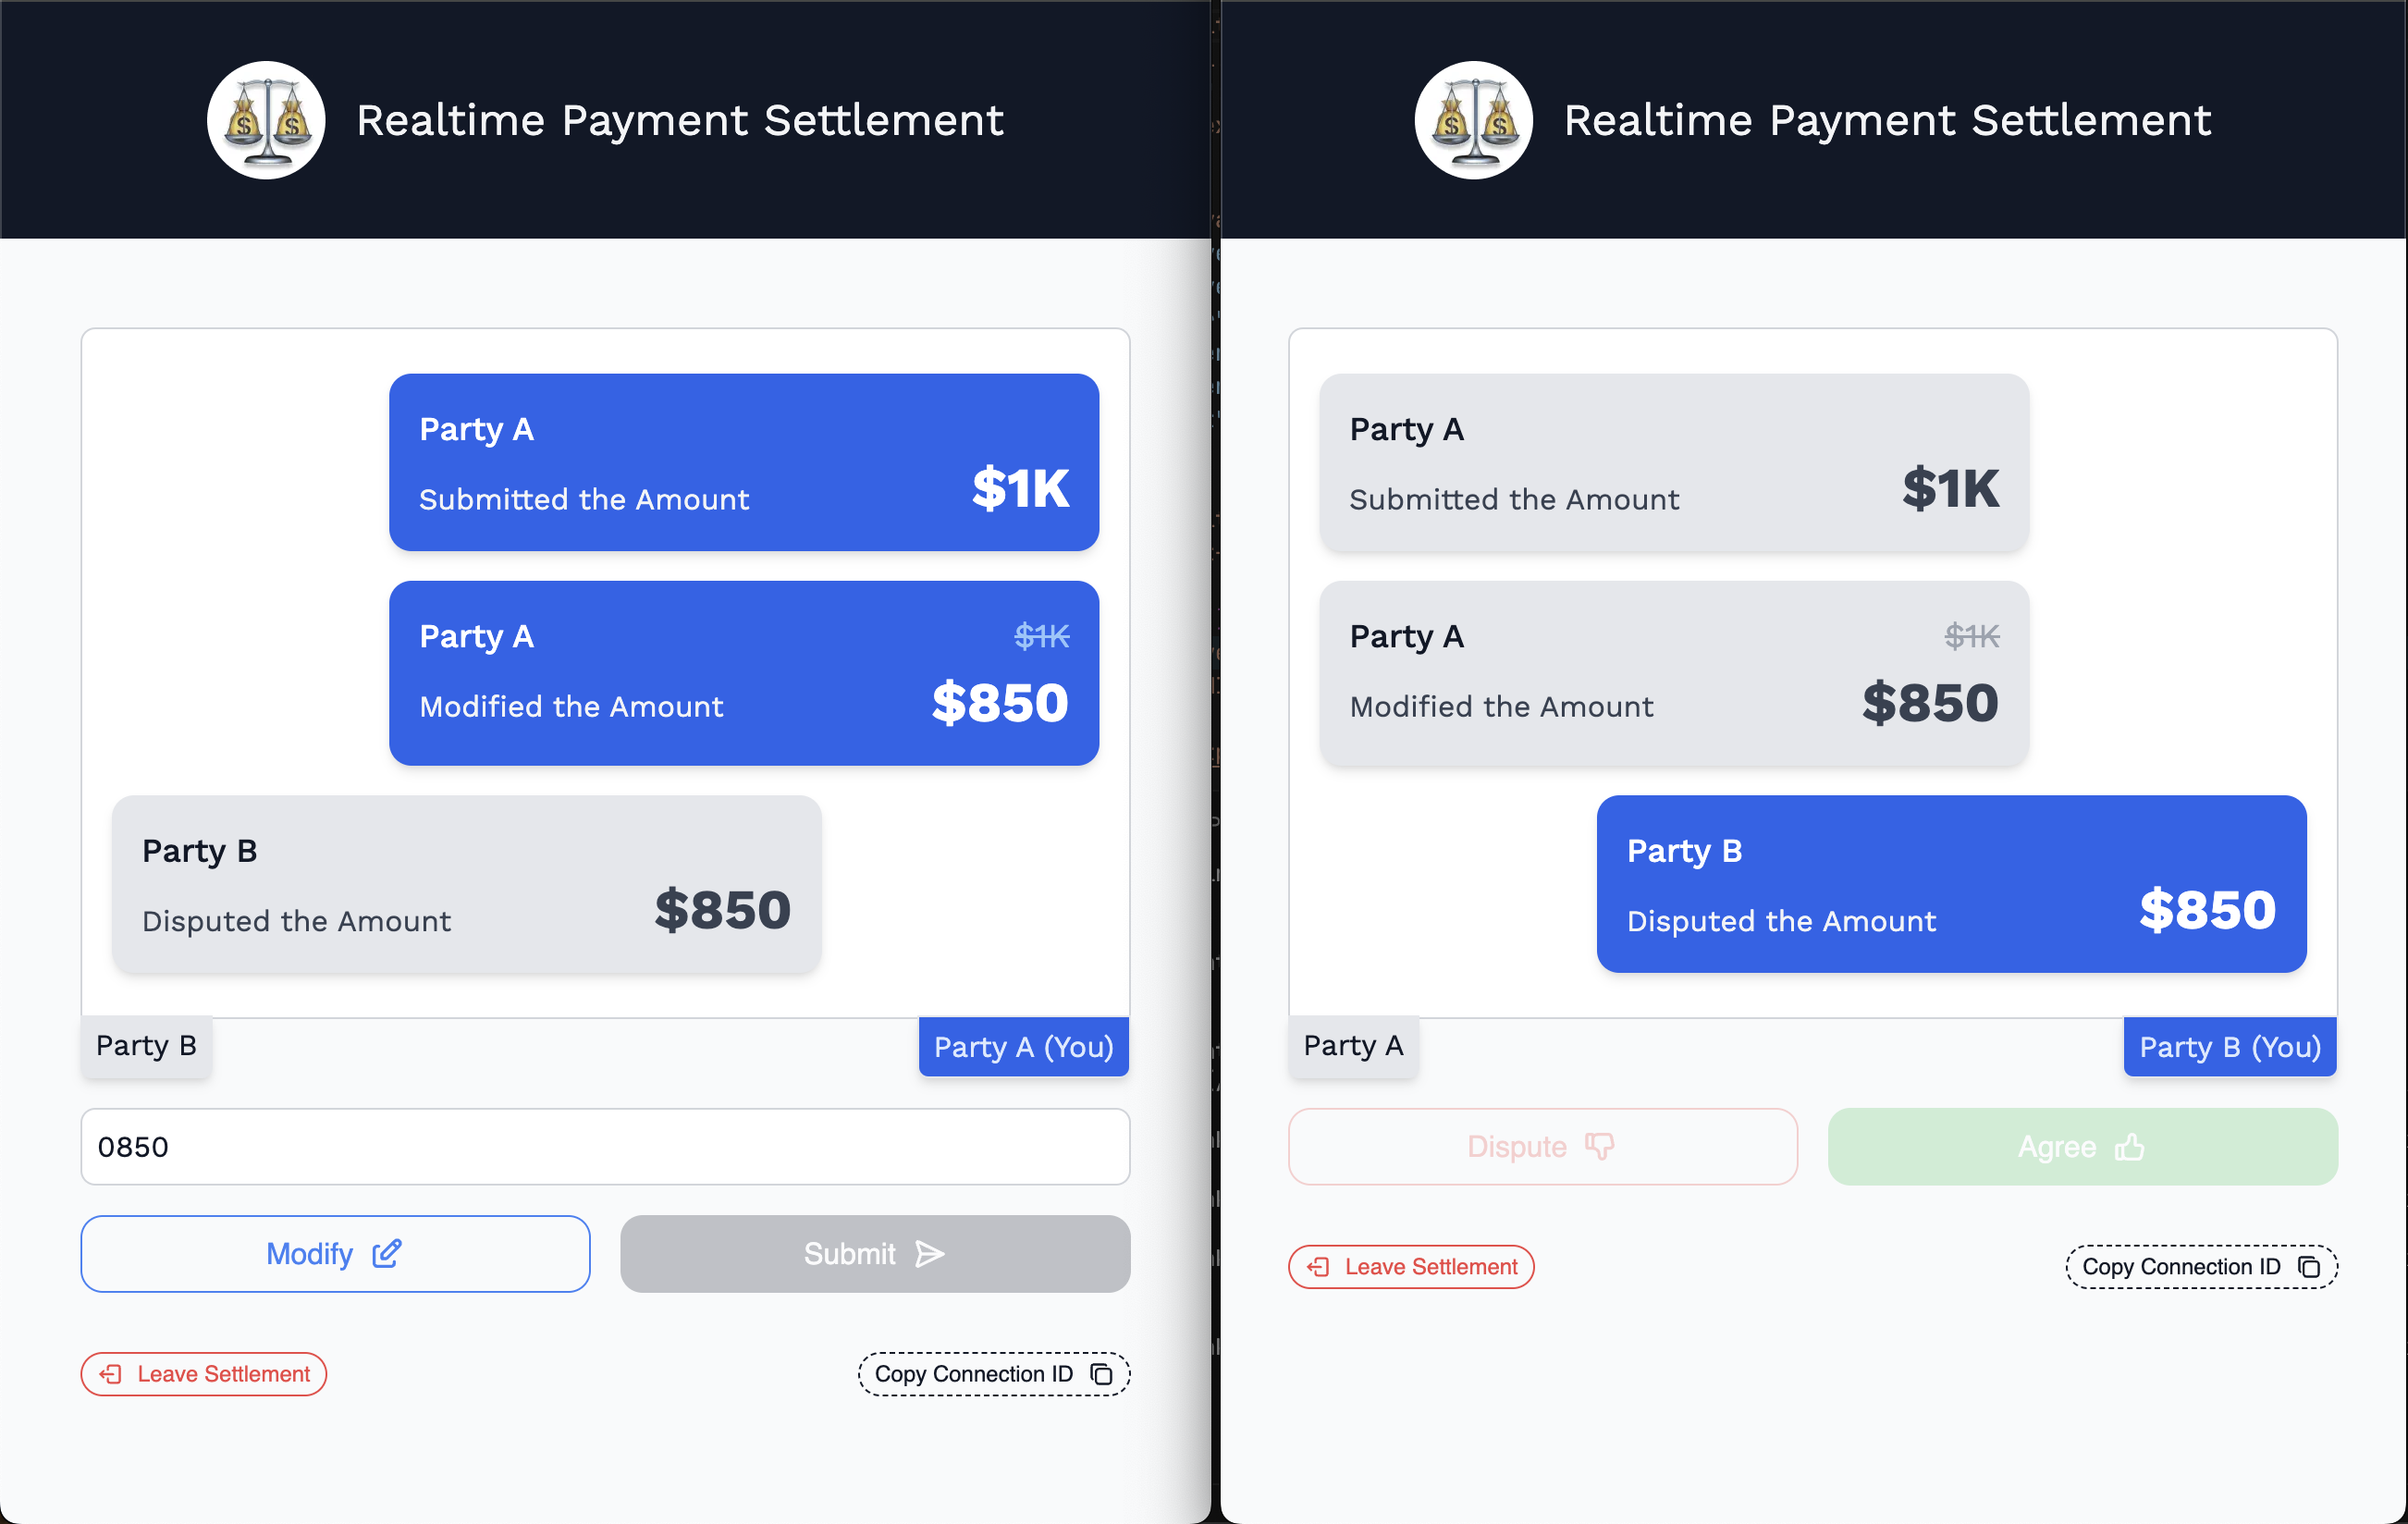 Realtime Payment Settlement
Party A
Submitted the Amount
$1K
Party A
$1K
Modified the Amount
$850
Party B
Disputed the Amount
$850
Party B
Party A (You)
0850
Modify
Submit
Leave Settlement
Copy Connection ID
Realtime Payment Settlement
Party A
Submitted the Amount
$1K
Party A
$1K
Modified the Amount
$850
Party B
Disputed the Amount
$850
Party A
Party B (You)
Dispute
Agree
Leave Settlement
Copy Connection ID